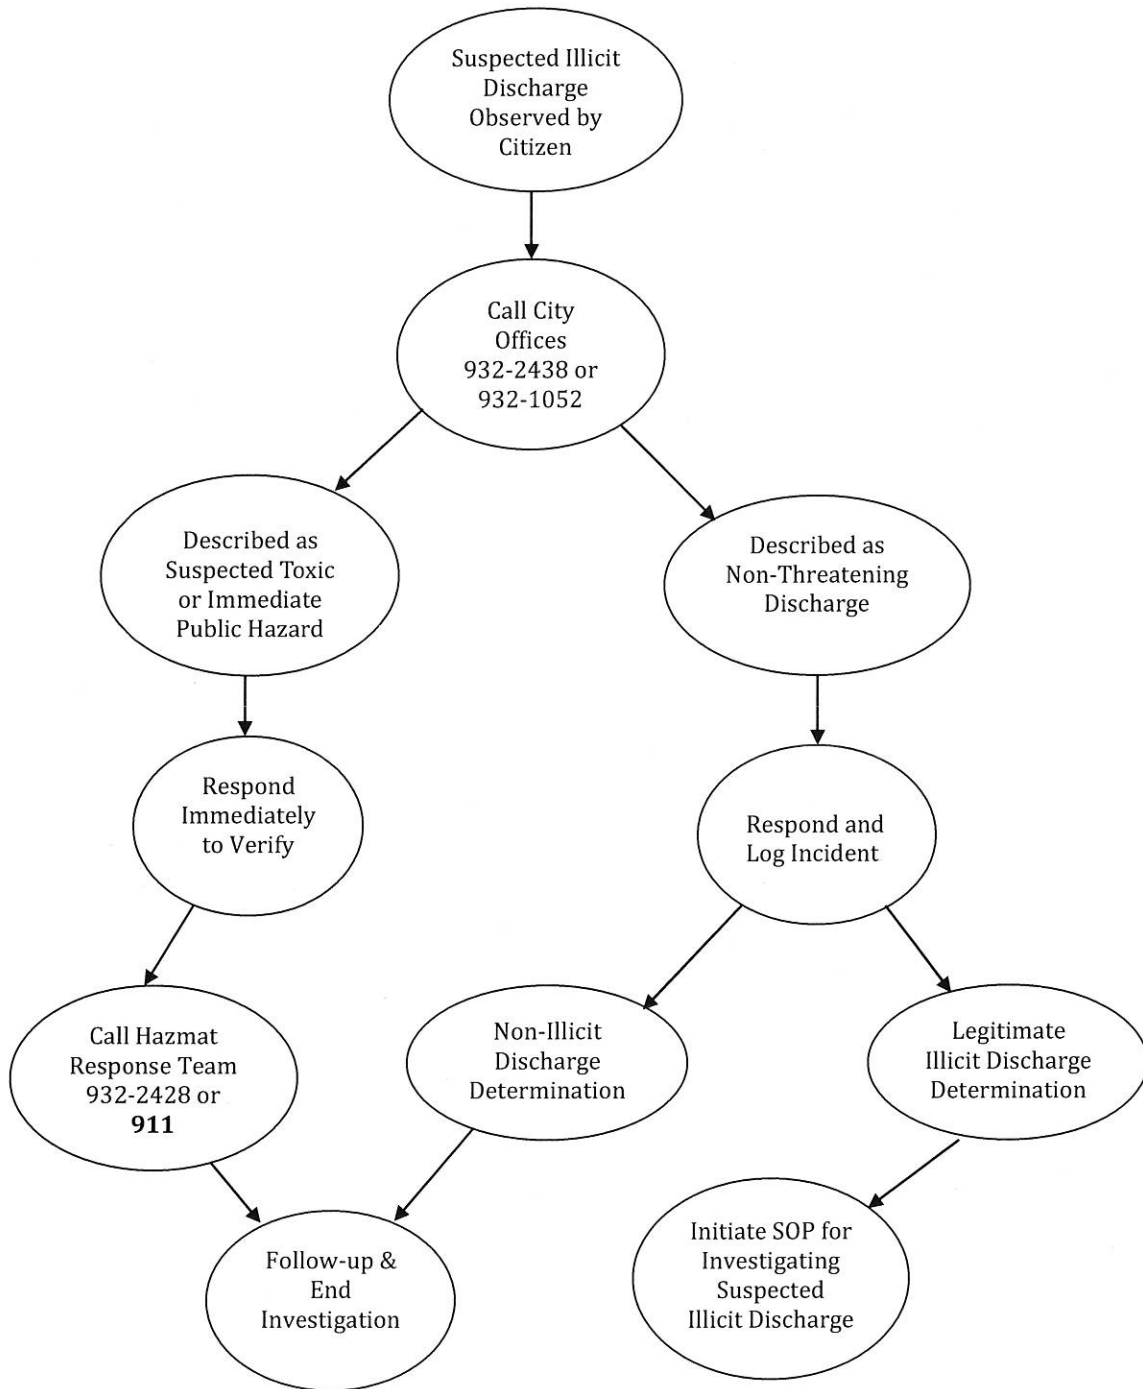 Suspected Illicit
Discharge
Observed by
Citizen
Call City
Offices
932-2438 or
932-1052
Described as
Suspected Toxic
or Immediate
Public Hazard
Described as
Non-Threatening
Discharge
Respond
Immediately
to Verify
Respond and
Log Incident
Call Hazmat
Response Team
932-2428 or
911
Non-Illicit
Discharge
Determination
Legitimate
Illicit Discharge
Determination
Follow-up &
End
Investigation
Initiate SOP for
Investigating
Suspected
Illicit Discharge